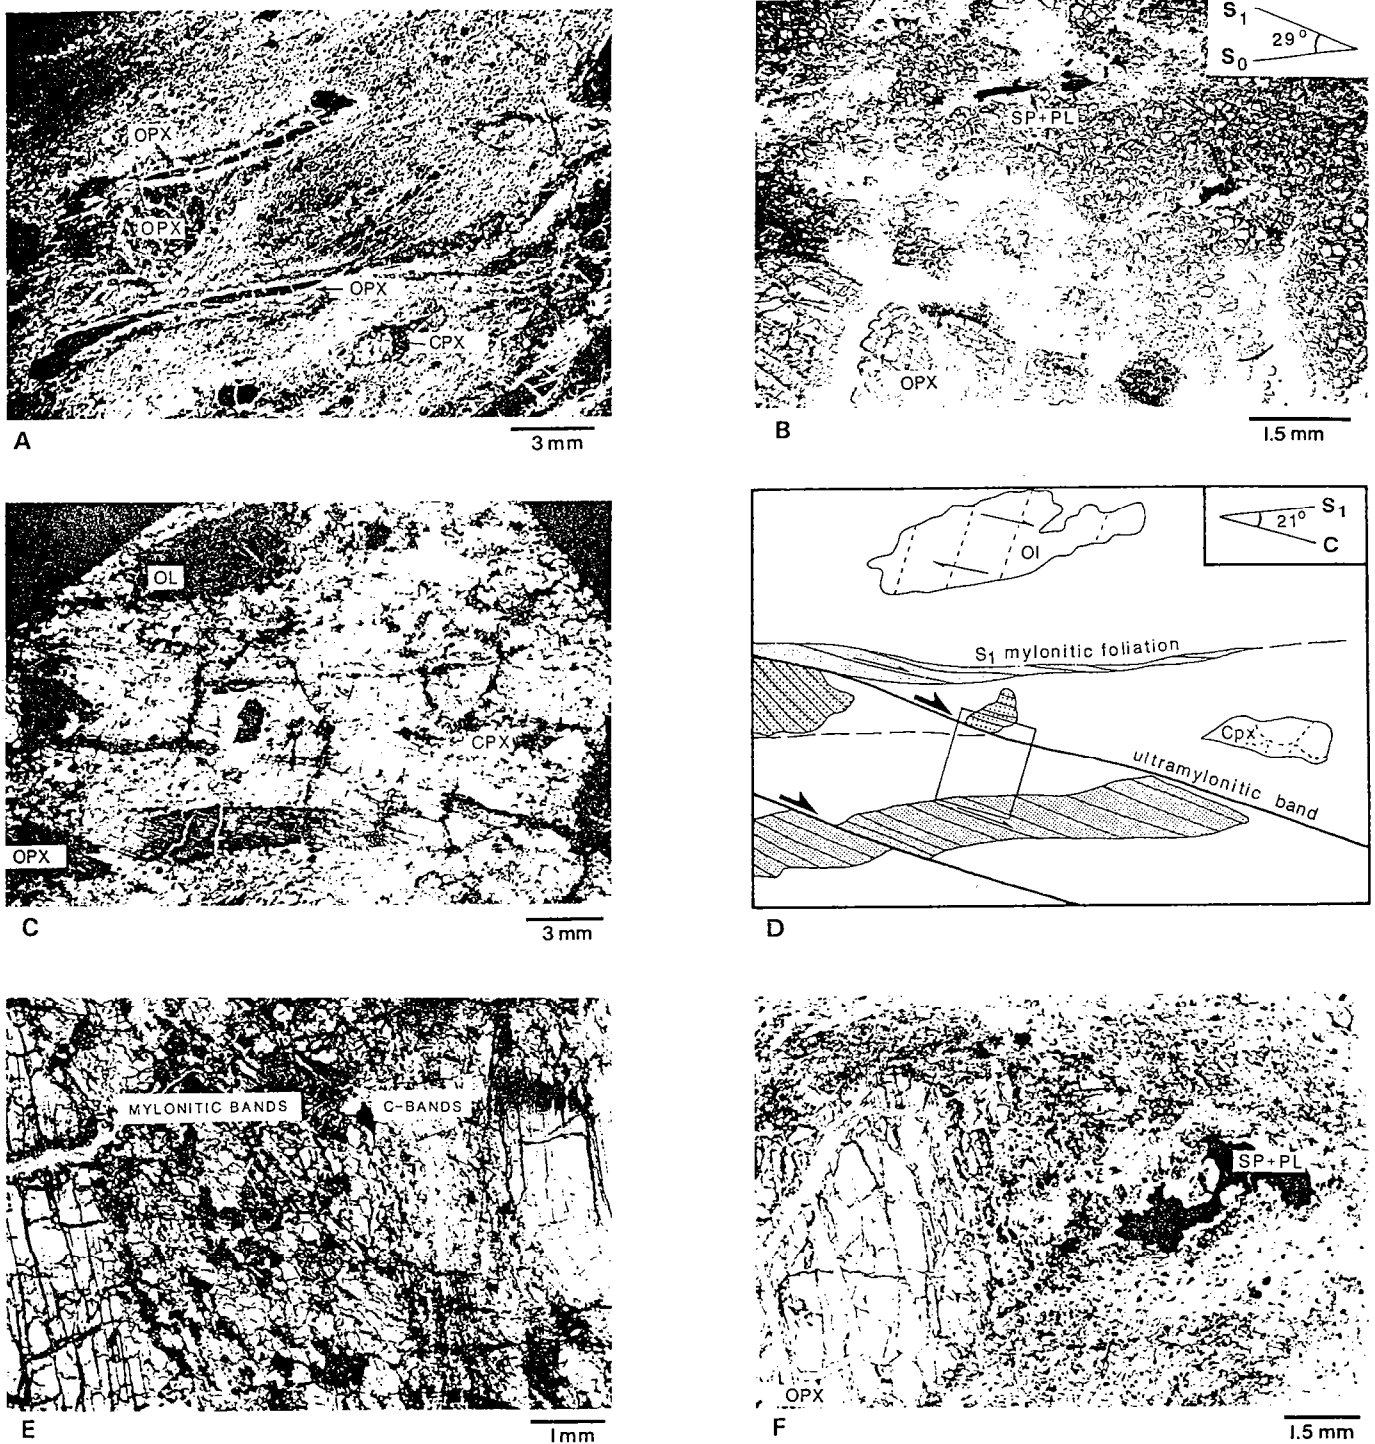 OPX
OPX
OPX
CPX
A
3 mm
S1
29°
S0
SP+PL
OPX
B
1.5 mm
OL
CPX
OPX
C
3 mm
S1
21°
C
Ol
S1 mylonitic foliation
Cpx
ultramylonitic band
D
MYLONITIC BANDS
C-BANDS
E
1mm
SP+PL
OPX
F
1.5 mm